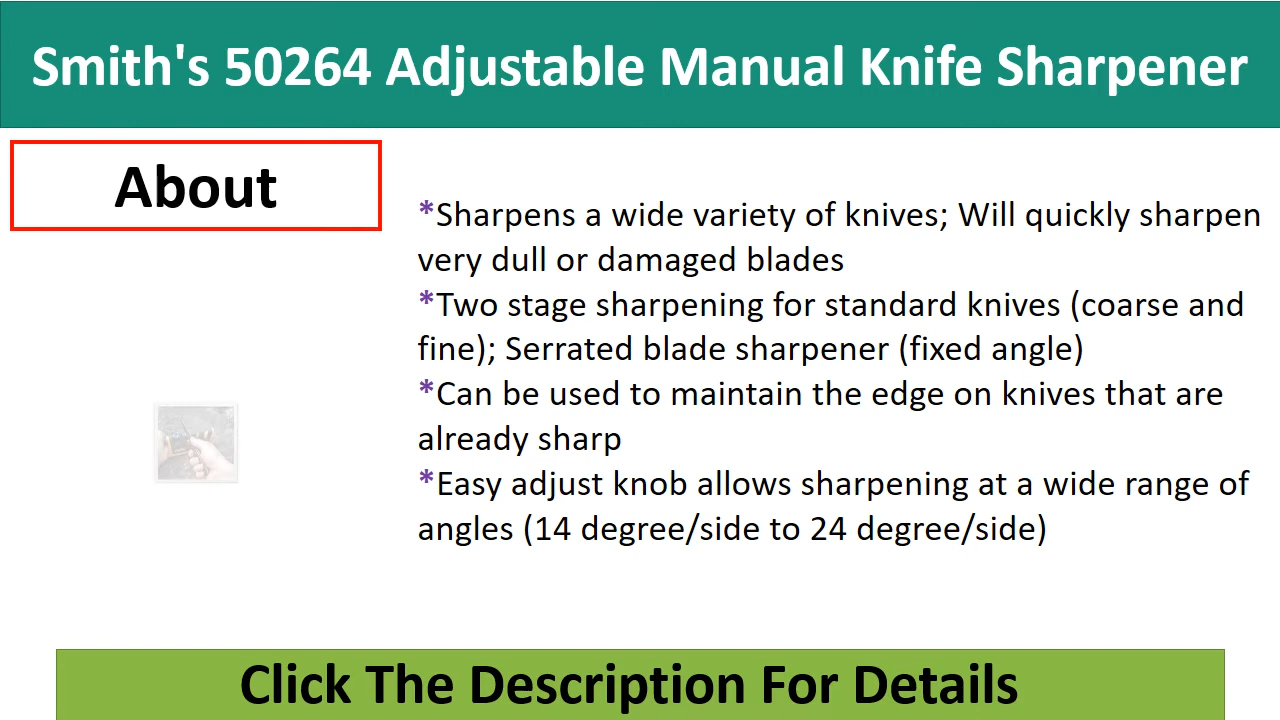 Smith's 50264 Adjustable Manual Knife Sharpener
About
*Sharpens a wide variety of knives; Will quickly sharpen
very dull or damaged blades
*Two stage sharpening for standard knives (coarse and
fine); Serrated blade sharpener (fixed angle)
*Can be used to maintain the edge on knives that are
already sharp
*Easy adjust knob allows sharpening at a wide range of
angles (14 degree/side to 24 degree/side)
Click The Description For Details